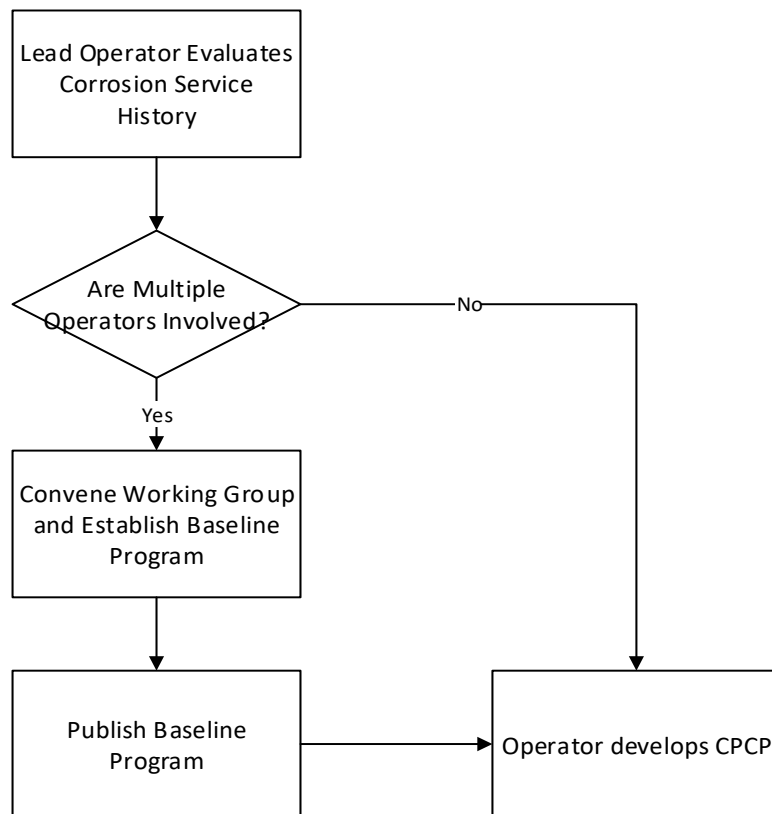 Lead Operator Evaluates
Corrosion Service
History
Are Multiple
Operators Involved?
No
Yes
Convene Working Group
and Establish Baseline
Program
Publish Baseline
Program
Operator develops CPCP